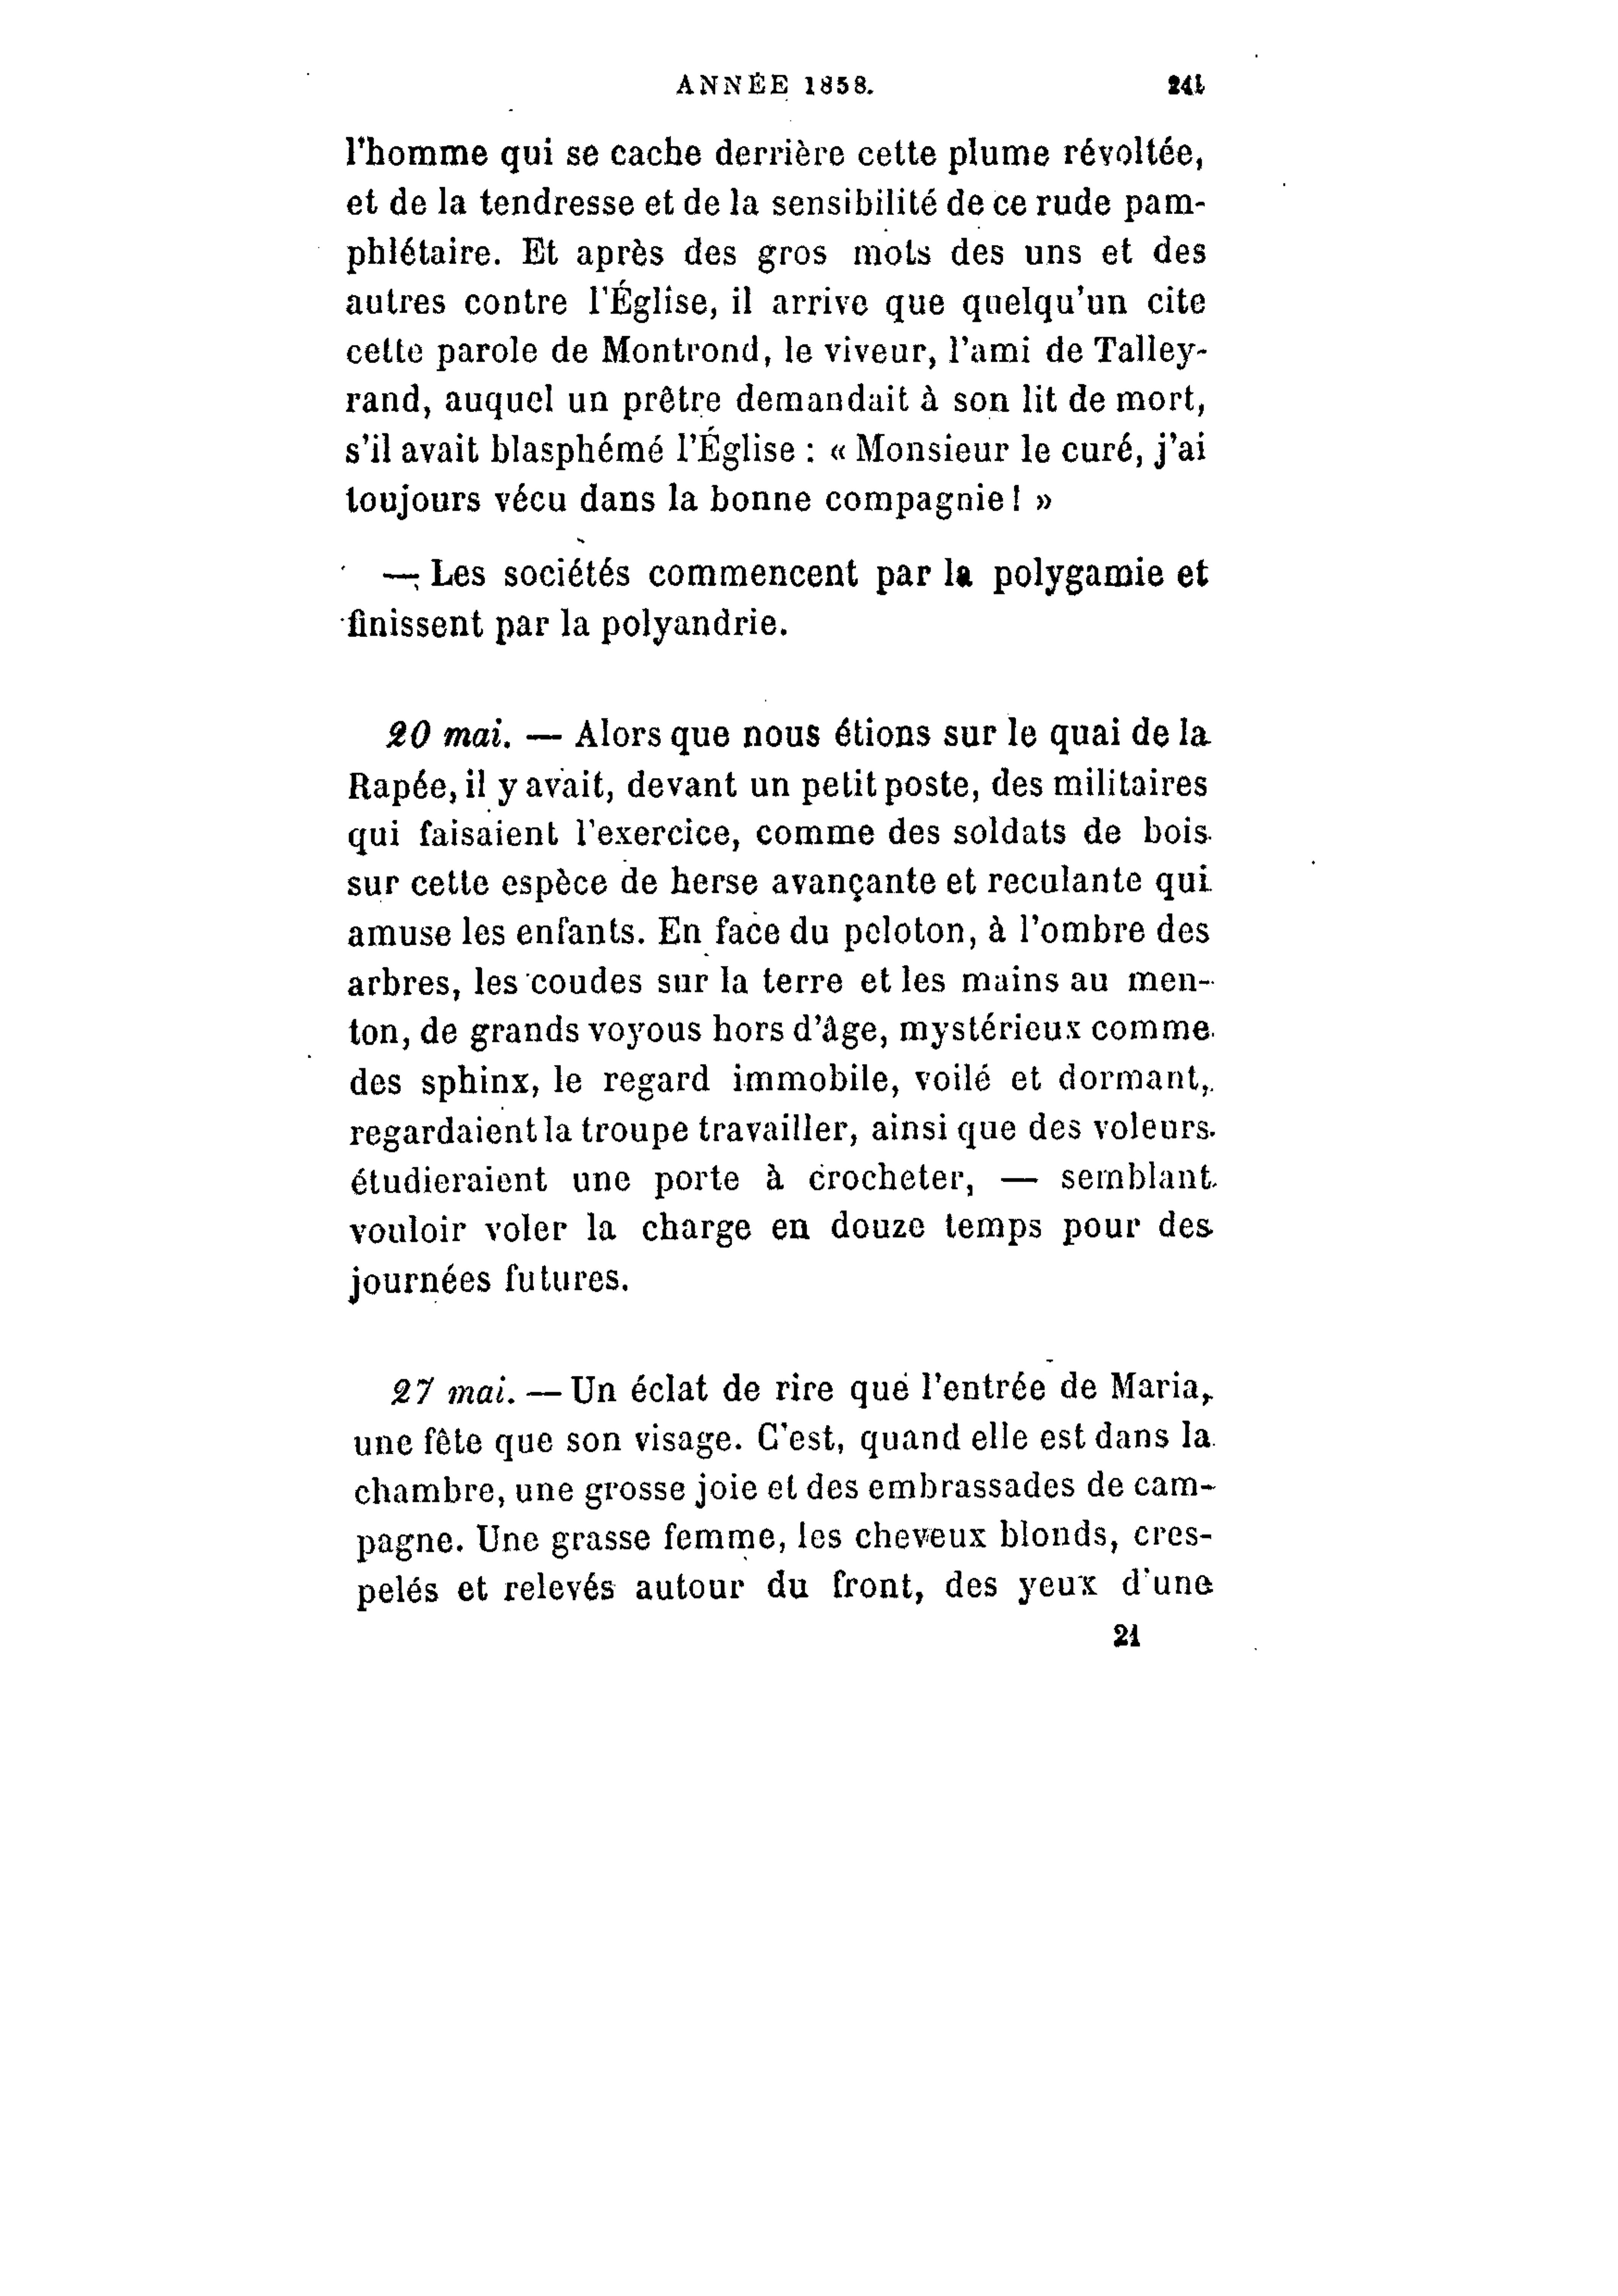 ANNÉE 1858. 241
l'homme qui se cache derrière cette plume révoltée,
et de la tendresse et de la sensibilité de ce rude pam-
phlétaire. Et après des gros mots des uns et des
autres contre l'Église, il arrive que quelqu'un cite
cette parole de Montrond, le viveur, l'ami de Talley-
rand, auquel un prêtre demandait à son lit de mort,
s'il avait blasphémé l'Église : « Monsieur le curé, j'ai
toujours vécu dans la bonne compagnie ! »
— Les sociétés commencent par la polygamie et
finissent par la polyandrie.
20 mai. — Alors que nous étions sur le quai de la
Rapée, il y avait, devant un petit poste, des militaires
qui faisaient l'exercice, comme des soldats de bois
sur cette espèce de herse avançante et reculante qui
amuse les enfants. En face du peloton, à l'ombre des
arbres, les coudes sur la terre et les mains au men-
ton, de grands voyous hors d'âge, mystérieux comme
des sphinx, le regard immobile, voilé et dormant,
regardaient la troupe travailler, ainsi que des voleurs
étudieraient une porte à crocheter, — semblant
vouloir voler la charge en douze temps pour des
journées futures.
27 mai. — Un éclat de rire que l'entrée de Maria,
une fête que son visage. C'est, quand elle est dans la
chambre, une grosse joie et des embrassades de cam-
pagne. Une grasse femme, les cheveux blonds, cres-
pelés et relevés autour du front, des yeux d'une
21